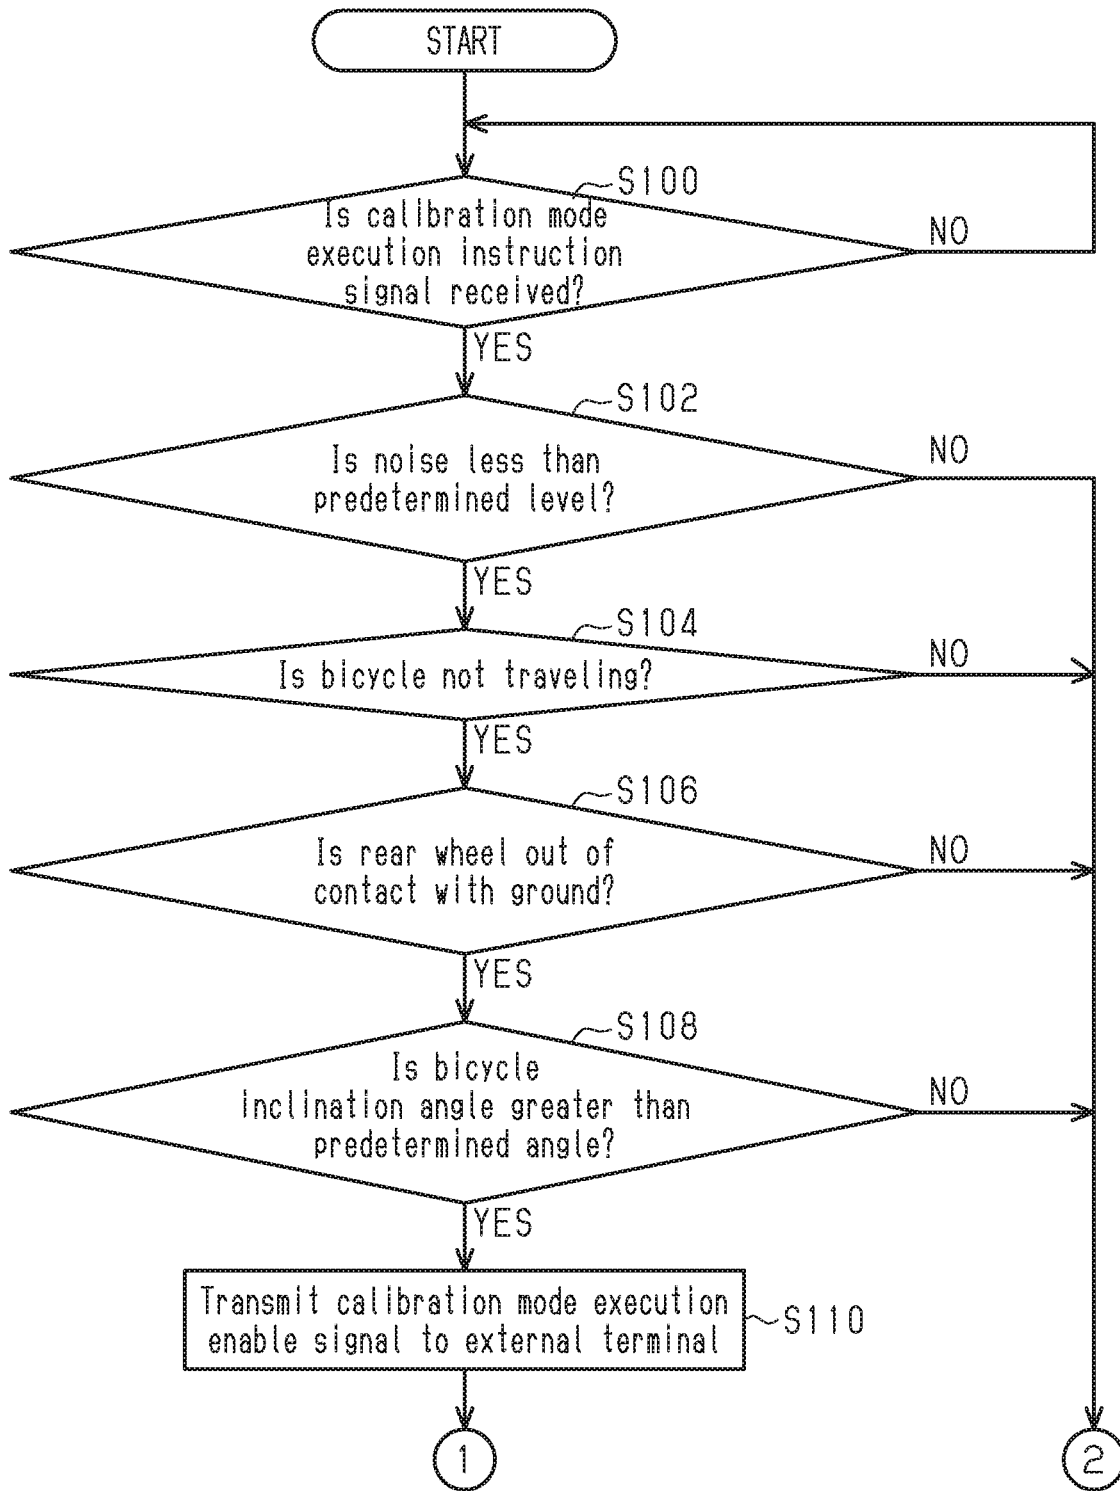 START
S100
Is calibration mode
execution instruction
signal received?
NO
YES
S102
Is noise less than
predetermined level?
NO
YES
S104
Is bicycle not traveling?
NO
YES
S106
Is rear wheel out of
contact with ground?
NO
YES
S108
Is bicycle
inclination angle greater than
predetermined angle?
NO
YES
Transmit calibration mode execution
enable signal to external terminal
S110
1
2